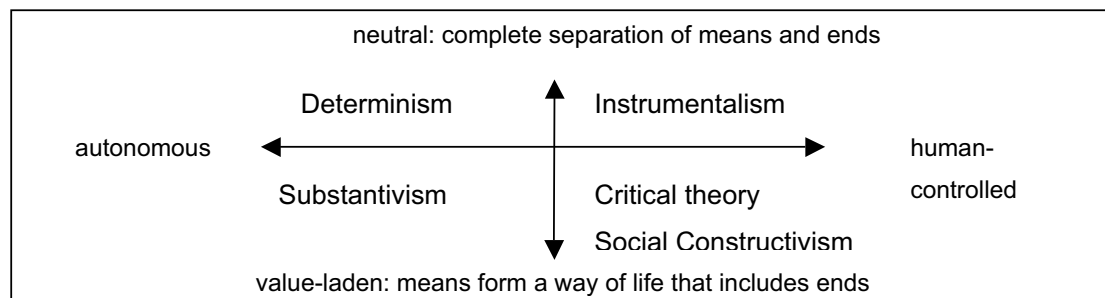 neutral: complete separation of means and ends
Determinism Instrumentalism
autonomous human-
controlled
Substantivism Critical theory
Social Constructivism
value-laden: means form a way of life that includes ends